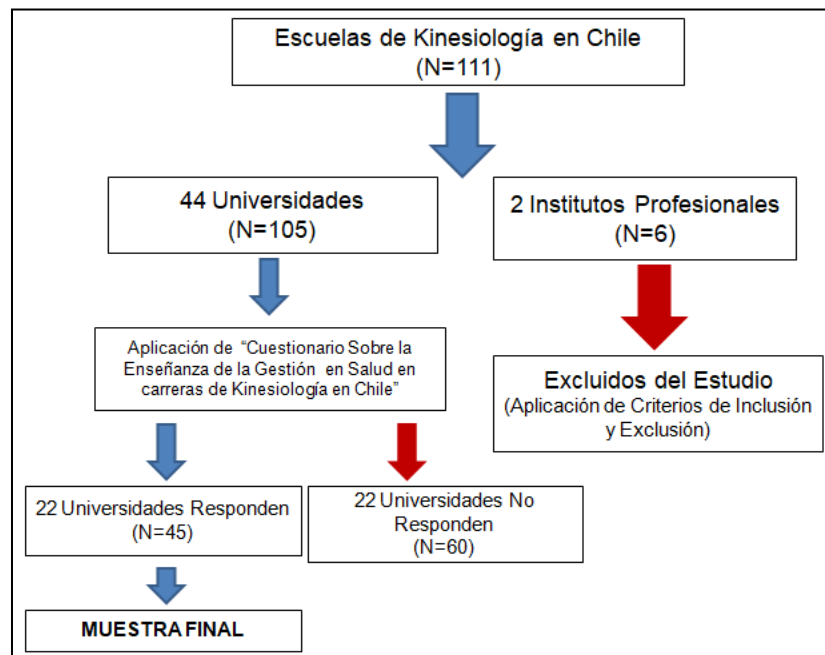 Escuelas de Kinesiología en Chile
(N=111)
44 Universidades
(N=105)
2 Institutos Profesionales
(N=6)
Aplicación de "Cuestionario Sobre la
Enseñanza de la Gestión en Salud en
carreras de Kinesiología en Chile"
Excluidos del Estudio
(Aplicación de Criterios de Inclusión
y Exclusión)
22 Universidades Responden
(N=45)
22 Universidades No
Responden
(N=60)
MUESTRA FINAL